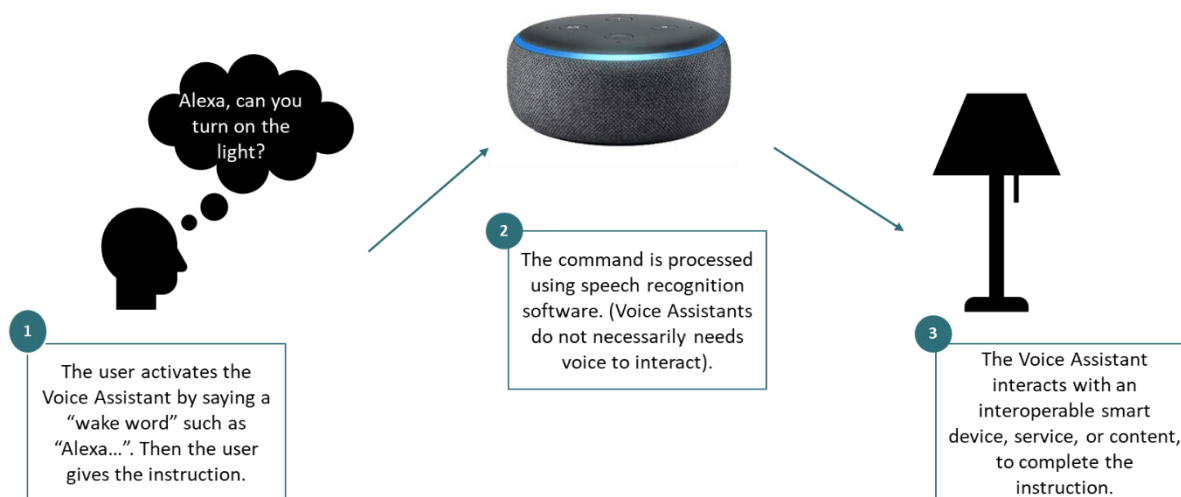 Alexa, can you
turn on the
light?
1
The user activates the
Voice Assistant by saying a
“wake word” such as
“Alexa…”. Then the user
gives the instruction.
2
The command is processed
using speech recognition
software. (Voice Assistants
do not necessarily needs
voice to interact).
3
The Voice Assistant
interacts with an
interoperable smart
device, service, or content,
to complete the
instruction.